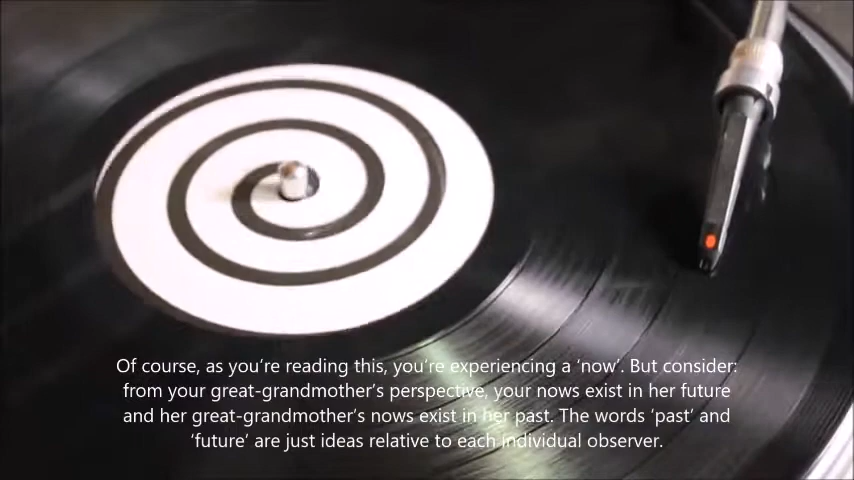 Of course, as you’re reading this, you’re experiencing a ‘now’. But consider:
from your great-grandmother’s perspective, your nows exist in her future
and her great-grandmother’s nows exist in her past. The words ‘past’ and
‘future’ are just ideas relative to each individual observer.